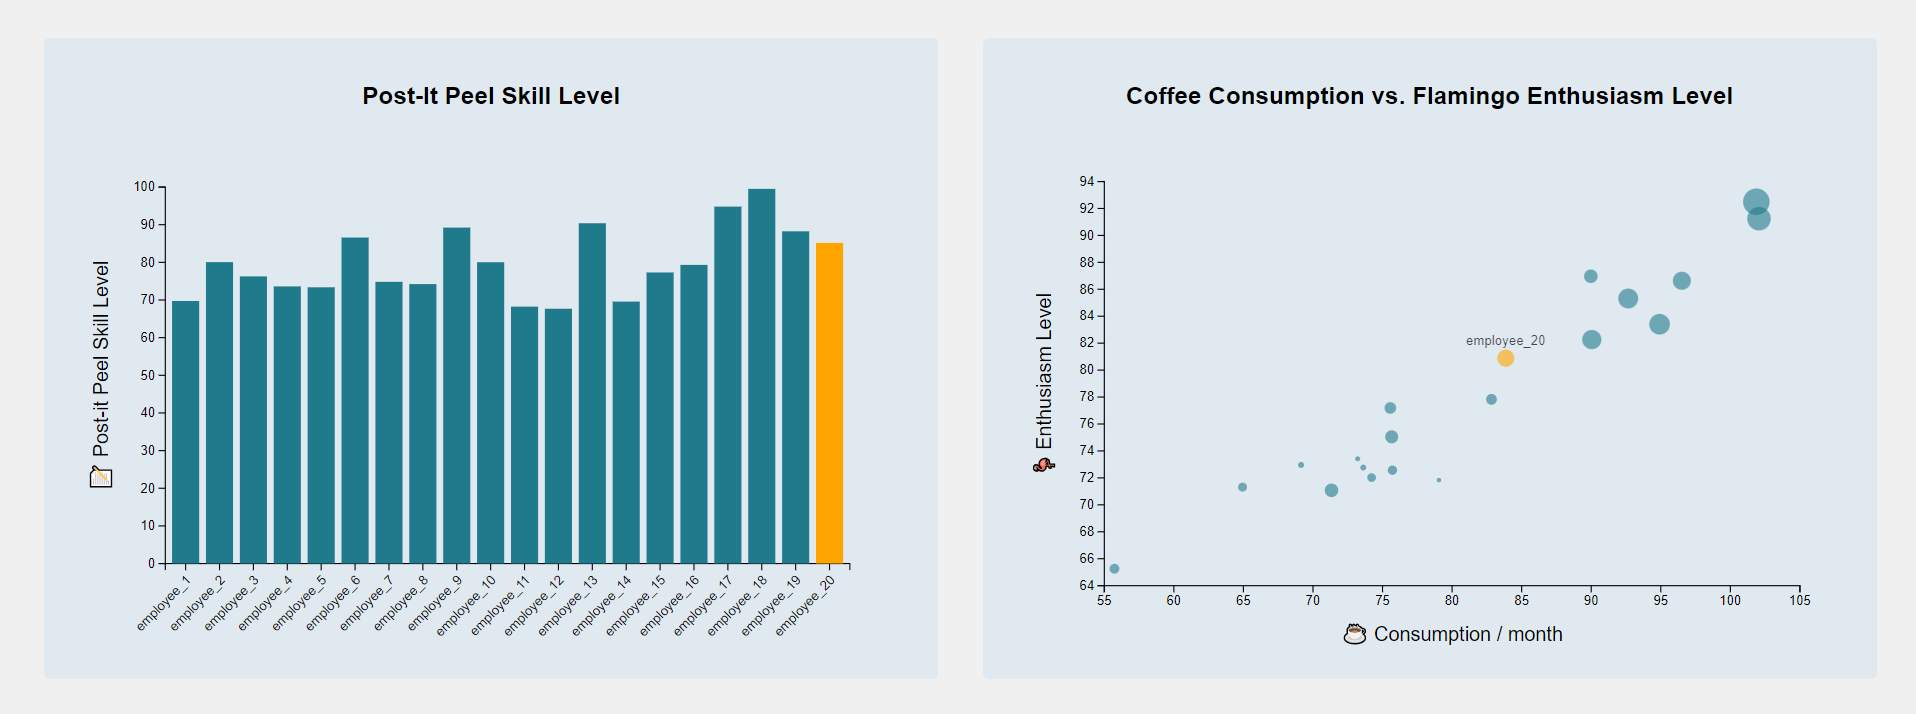 Post-It Peel Skill Level
Post-it Peel Skill Level
100
90
80
70
60
50
40
30
20
10
0
employee_1
employee_2
employee_3
employee_4
employee_5
employee_6
employee_7
employee_8
employee_9
employee_10
employee_11
employee_12
employee_13
employee_14
employee_15
employee_16
employee_17
employee_18
employee_19
employee_20
Coffee Consumption vs. Flamingo Enthusiasm Level
Enthusiasm Level
94
92
90
88
86
84
82
80
78
76
74
72
70
68
66
64
employee_20
55 60 65 70 75 80 85 90 95 100 105
Consumption / month